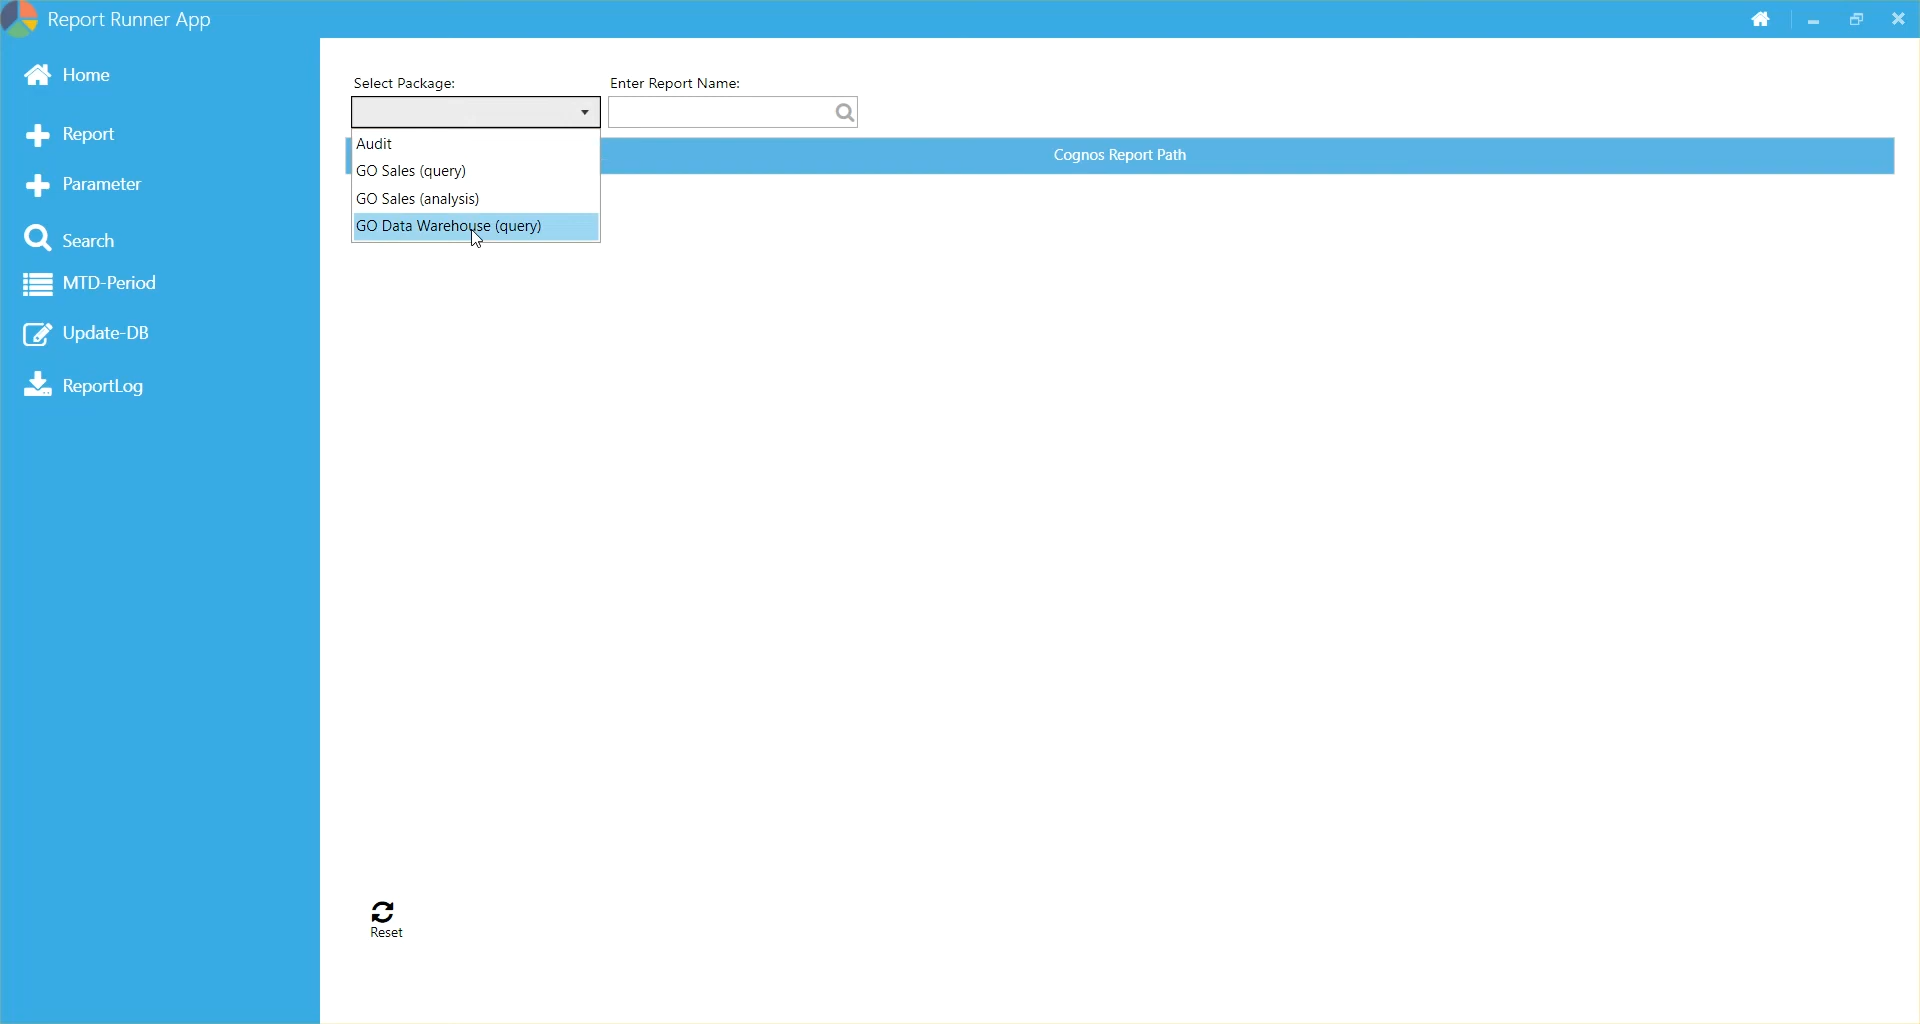 Report Runner App
Home
Report
Parameter
Search
MTD-Period
Update-DB
ReportLog
Select Package:
Enter Report Name:
Audit
GO Sales (query)
GO Sales (analysis)
GO Data Warehouse (query)
Cognos Report Path
Reset